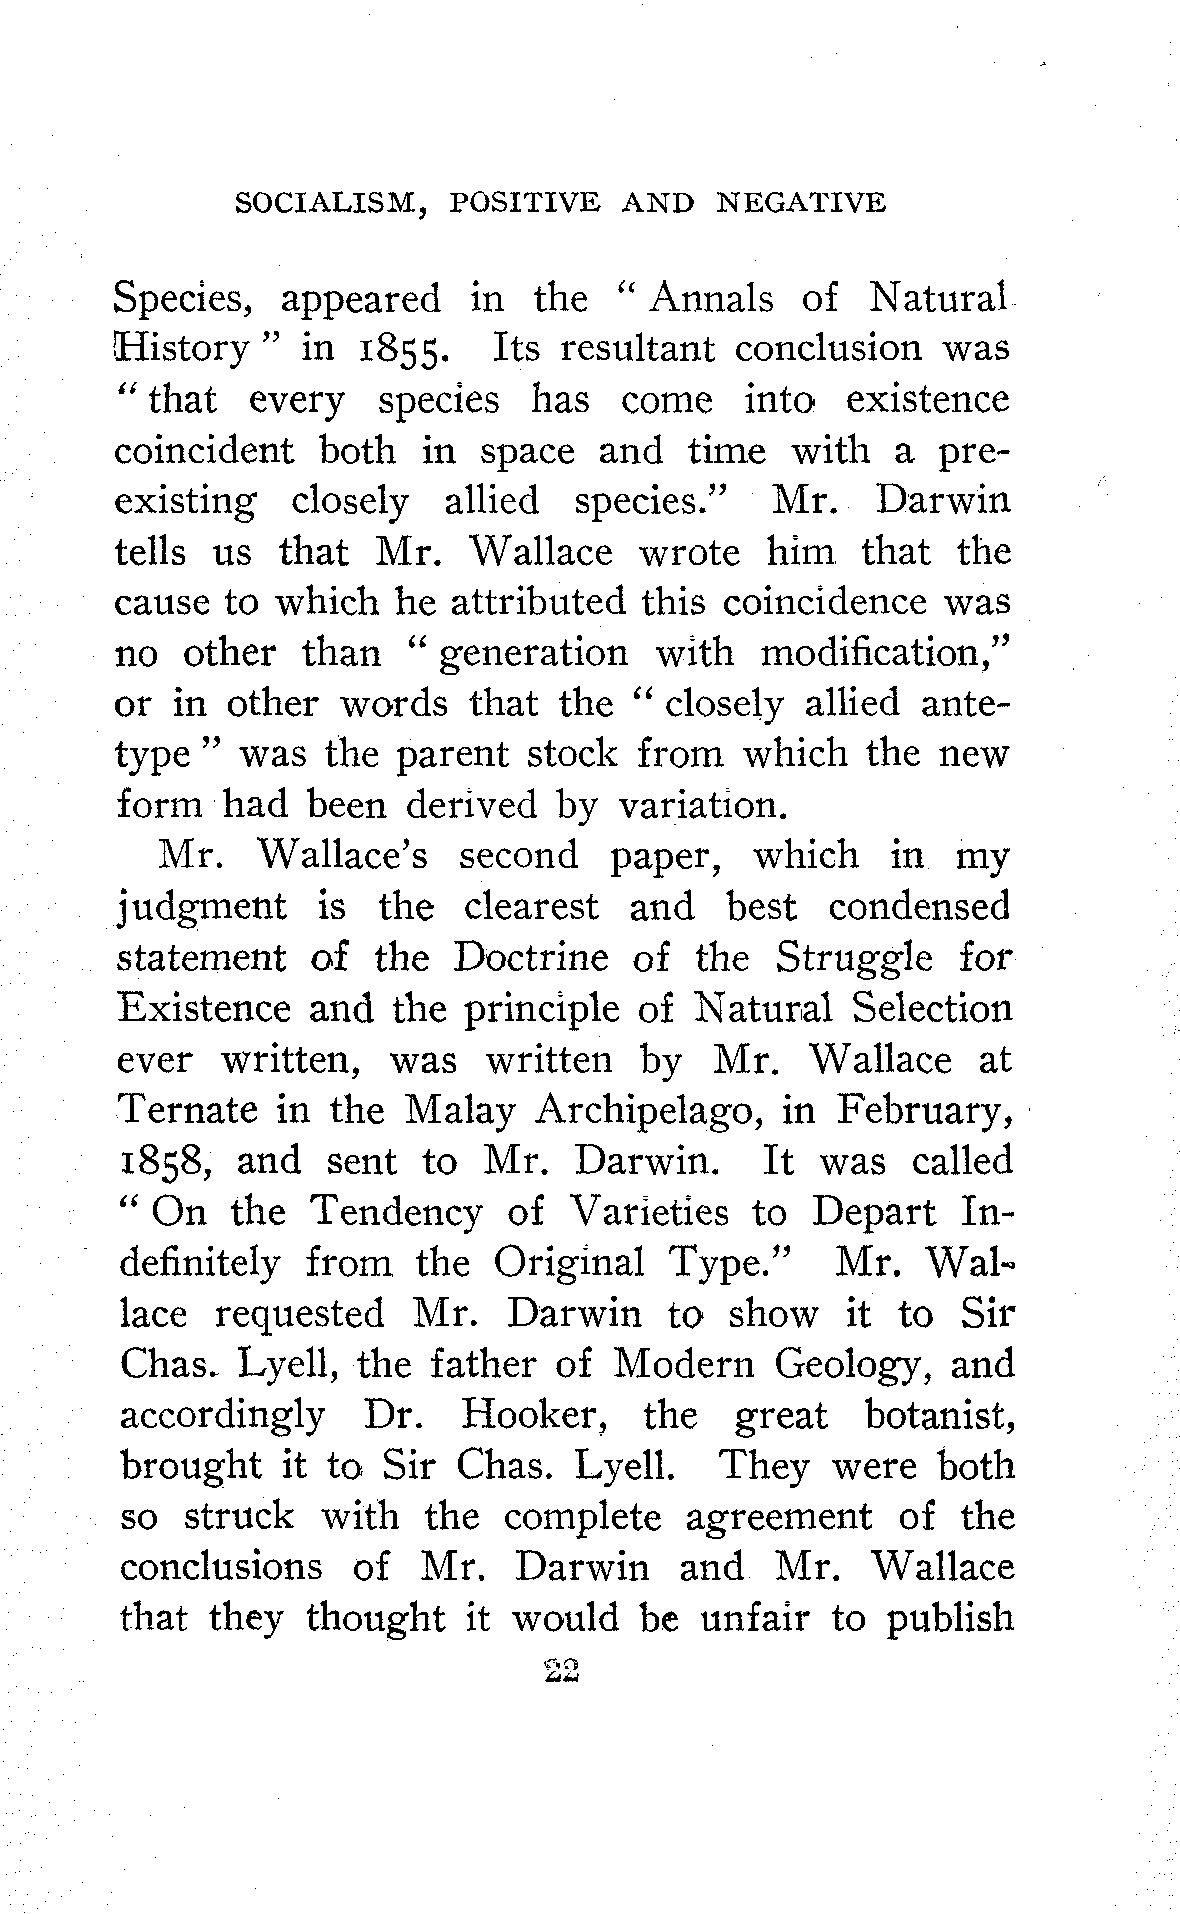 SOCIALISM, POSITIVE AND NEGATIVE
Species, appeared in the “ Annals of Natural
History ” in 1855. Its resultant conclusion was
“ that every species has come into existence
coincident both in space and time with a pre-
existing closely allied species.” Mr. Darwin
tells us that Mr. Wallace wrote him that the
cause to which he attributed this coincidence was
no other than “ generation with modification,”
or in other words that the “ closely allied ante-
type ” was the parent stock from which the new
form had been derived by variation.
Mr. Wallace’s second paper, which in my
judgment is the clearest and best condensed
statement of the Doctrine of the Struggle for
Existence and the principle of Natural Selection
ever written, was written by Mr. Wallace at
Ternate in the Malay Archipelago, in February,
1858, and sent to Mr. Darwin. It was called
“ On the Tendency of Varieties to Depart In-
definitely from the Original Type.” Mr. Wal-
lace requested Mr. Darwin to show it to Sir
Chas. Lyell, the father of Modern Geology, and
accordingly Dr. Hooker, the great botanist,
brought it to Sir Chas. Lyell. They were both
so struck with the complete agreement of the
conclusions of Mr. Darwin and Mr. Wallace
that they thought it would be unfair to publish
22